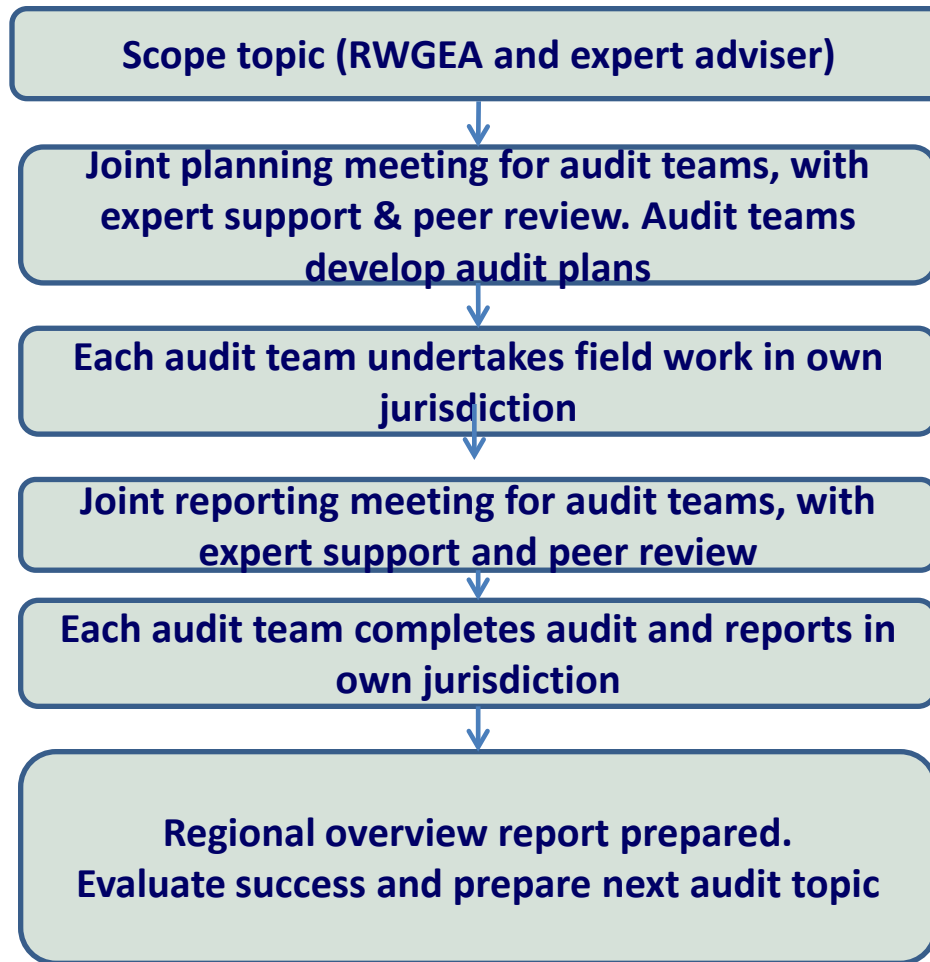 Scope topic (RWGEA and expert adviser)
Joint planning meeting for audit teams, with
expert support & peer review. Audit teams
develop audit plans
Each audit team undertakes field work in own
jurisdiction
Joint reporting meeting for audit teams, with
expert support and peer review
Each audit team completes audit and reports in
own jurisdiction
Regional overview report prepared.
Evaluate success and prepare next audit topic